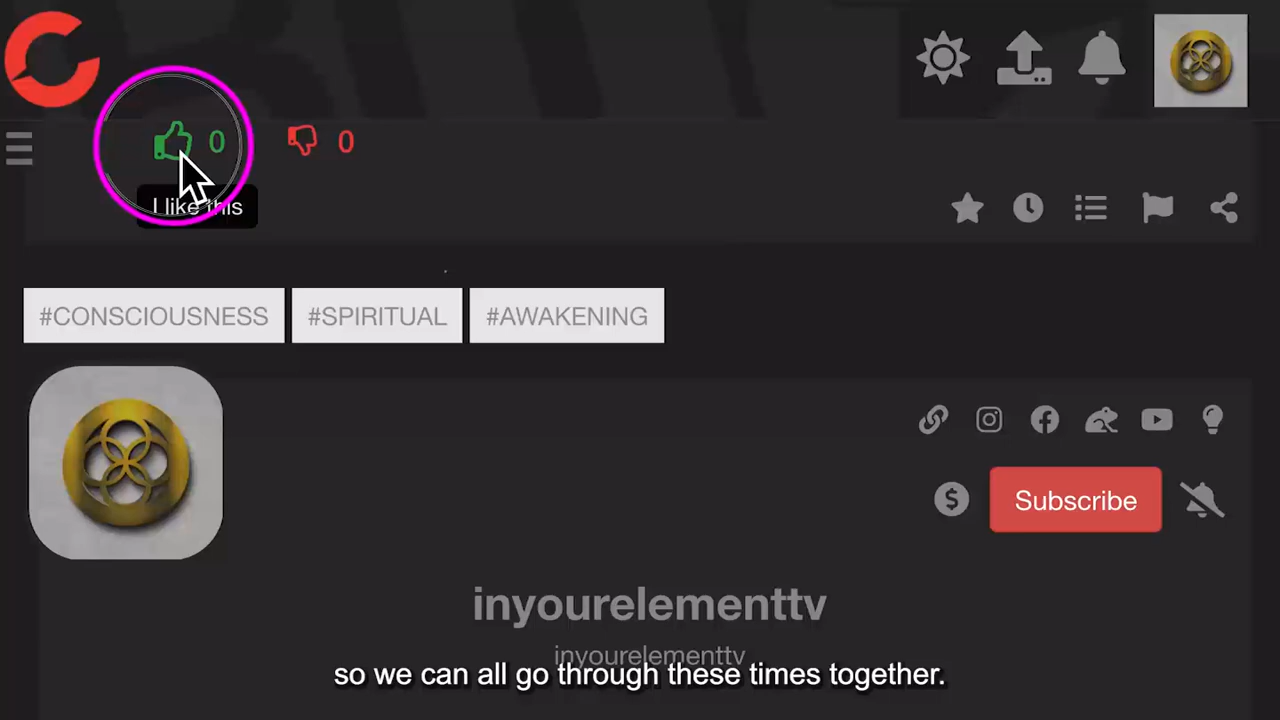 0 0
I like this
#CONSCIOUSNESS #SPIRITUAL #AWAKENING
Subscribe
inyourelementtv
inyourelementtv
so we can all go through these times together.